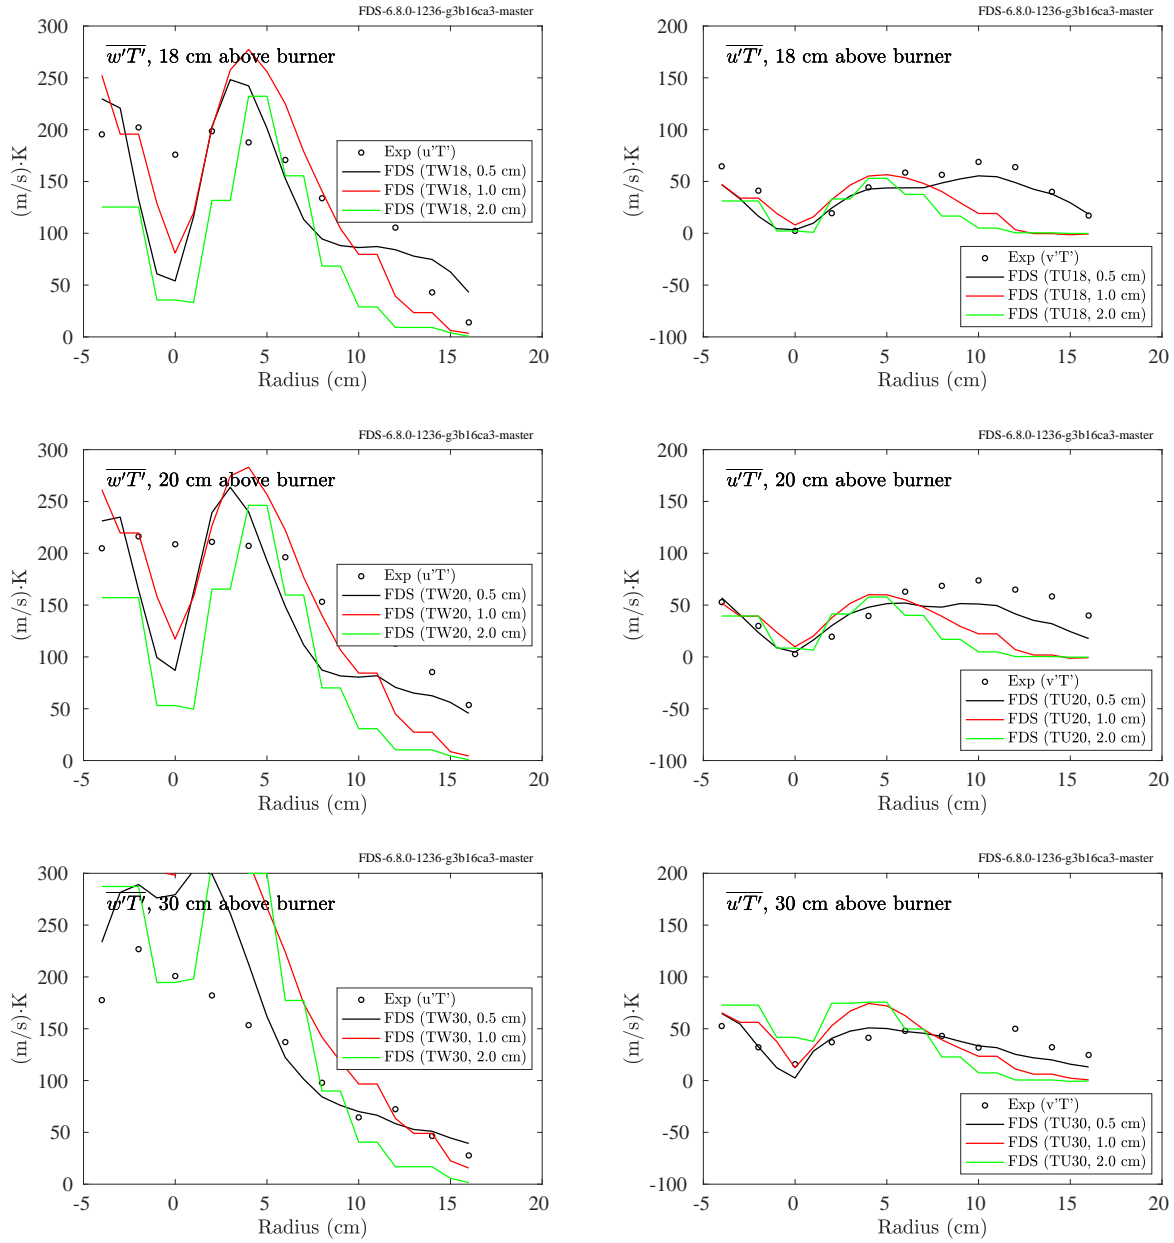 FDS-6.8.0-1236-g3b16ca3-master
w'T', 18 cm above burner
300
250
200
150
100
50
0
(m/s)·K
Exp (u'T')
FDS (TW18, 0.5 cm)
FDS (TW18, 1.0 cm)
FDS (TW18, 2.0 cm)
-5 0 5 10 15 20
Radius (cm)
FDS-6.8.0-1236-g3b16ca3-master
u'T', 18 cm above burner
200
150
100
50
0
-50
-100
(m/s)·K
Exp (v'T')
FDS (TU18, 0.5 cm)
FDS (TU18, 1.0 cm)
FDS (TU18, 2.0 cm)
-5 0 5 10 15 20
Radius (cm)
FDS-6.8.0-1236-g3b16ca3-master
w'T', 20 cm above burner
300
250
200
150
100
50
0
(m/s)·K
Exp (u'T')
FDS (TW20, 0.5 cm)
FDS (TW20, 1.0 cm)
FDS (TW20, 2.0 cm)
-5 0 5 10 15 20
Radius (cm)
FDS-6.8.0-1236-g3b16ca3-master
u'T', 20 cm above burner
200
150
100
50
0
-50
-100
(m/s)·K
Exp (v'T')
FDS (TU20, 0.5 cm)
FDS (TU20, 1.0 cm)
FDS (TU20, 2.0 cm)
-5 0 5 10 15 20
Radius (cm)
FDS-6.8.0-1236-g3b16ca3-master
w'T', 30 cm above burner
300
250
200
150
100
50
0
(m/s)·K
Exp (u'T')
FDS (TW30, 0.5 cm)
FDS (TW30, 1.0 cm)
FDS (TW30, 2.0 cm)
-5 0 5 10 15 20
Radius (cm)
FDS-6.8.0-1236-g3b16ca3-master
u'T', 30 cm above burner
200
150
100
50
0
-50
-100
(m/s)·K
Exp (v'T')
FDS (TU30, 0.5 cm)
FDS (TU30, 1.0 cm)
FDS (TU30, 2.0 cm)
-5 0 5 10 15 20
Radius (cm)